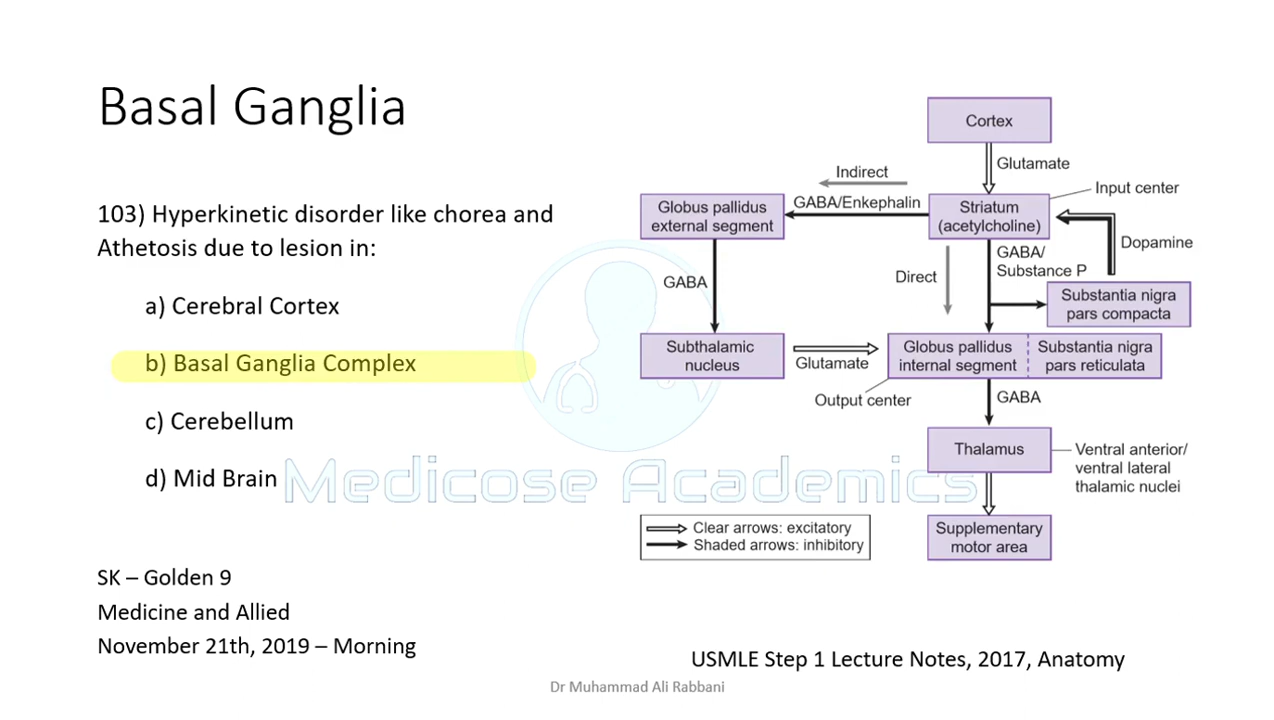 Basal Ganglia
103) Hyperkinetic disorder like chorea and
Athetosis due to lesion in:
a) Cerebral Cortex
b) Basal Ganglia Complex
c) Cerebellum
d) Mid Brain
SK – Golden 9
Medicine and Allied
November 21th, 2019 – Morning
Cortex
Glutamate
Indirect
Input center
Globus pallidus
external segment
GABA/Enkephalin
Striatum
(acetylcholine)
Dopamine
GABA/
Substance P
GABA
Direct
Substantia nigra
pars compacta
Subthalamic
nucleus
Glutamate
Globus pallidus
internal segment
Substantia nigra
pars reticulata
Output center
GABA
Thalamus
Ventral anterior/
ventral lateral
thalamic nuclei
Clear arrows: excitatory
Shaded arrows: inhibitory
Supplementary
motor area
Medicose Academics
USMLE Step 1 Lecture Notes, 2017, Anatomy
Dr Muhammad Ali Rabbani